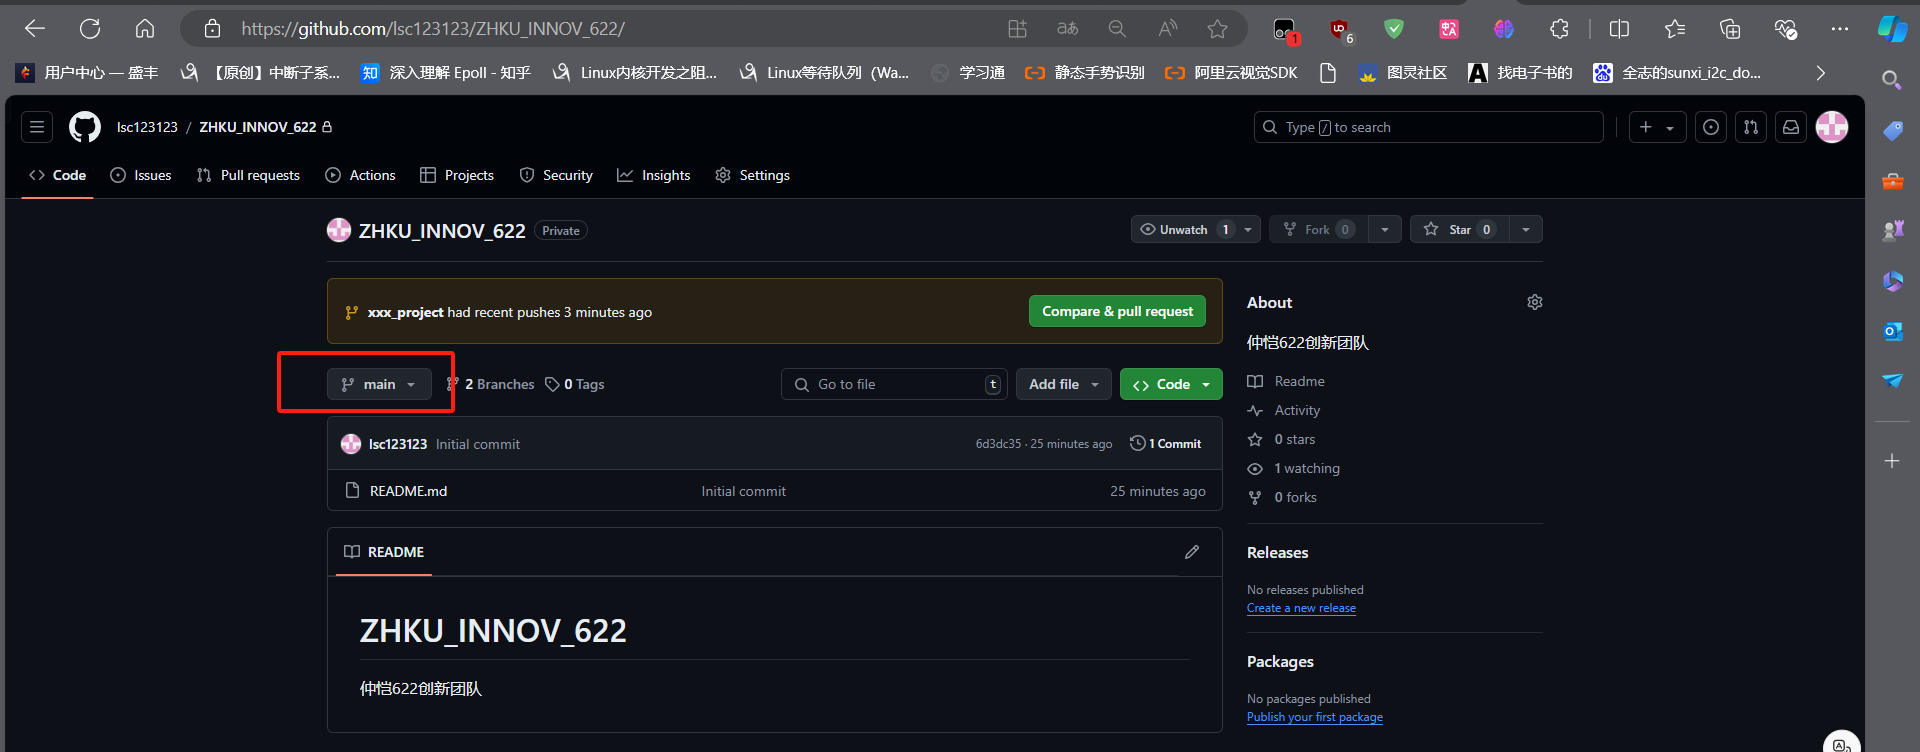 https://github.com/lsc123123/ZHKU_INNOV_622/
aあ
A
1
6
用户中心 — 盛丰
【原创】中断子系...
知 深入理解 Epoll - 知乎
Linux内核开发之阻...
Linux等待队列（Wa...
学习通
静态手势识别
阿里云视觉SDK
图灵社区
找电子书的
全志的sunxi_i2c_do...
lsc123123 / ZHKU_INNOV_622
Type / to search
Code
Issues
Pull requests
Actions
Projects
Security
Insights
Settings
ZHKU_INNOV_622 Private
Unwatch 1
Fork 0
Star 0
xxx_project had recent pushes 3 minutes ago
Compare & pull request
main
2 Branches
0 Tags
Go to file t
Add file
Code
lsc123123 Initial commit
6d3dc35 · 25 minutes ago
1 Commit
README.md Initial commit 25 minutes ago
README
ZHKU_INNOV_622
仲恺622创新团队
About
仲恺622创新团队
Readme
Activity
0 stars
1 watching
0 forks
Releases
No releases published
Create a new release
Packages
No packages published
Publish your first package